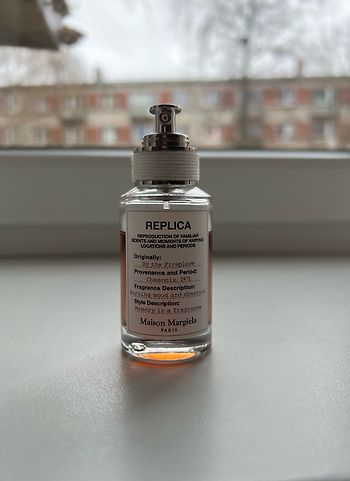 REPLICA
REPRODUCTION OF FAMILIAR
SCENTS AND MOMENTS OF VARYING
LOCATIONS AND PERIODS
Originally:
By the Fireplace
Provenance and Period:
Chamonix, 1971
Fragrance Description:
Burning wood and chestnut
Style Description:
Memory in a fragrance
Maison Margiela
PARIS